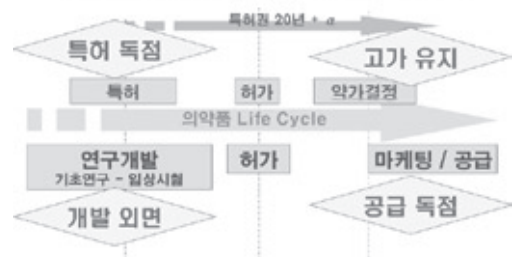 특허권 20년 + α
특허 독점
고가 유지
특허
허가
약가결정
의약품 Life Cycle
연구개발
기초연구 - 임상시험
허가
마케팅 / 공급
개발 외면
공급 독점